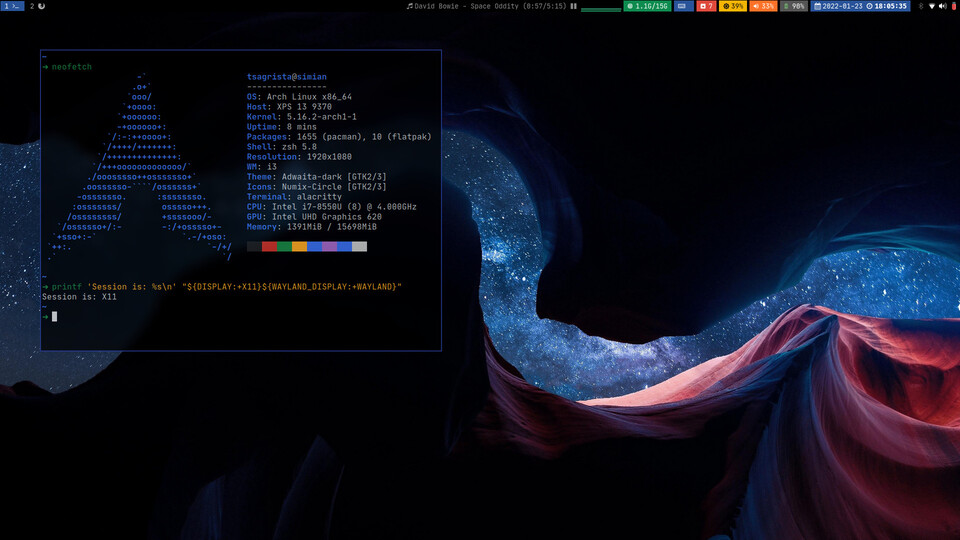 1 >_ 2
David Bowie - Space Oddity (0:57/5:15)
1.1G/15G
7
39%
33%
98%
2022-01-23 18:05:35
~
➜ neofetch
tsagrista@simian
----------------
OS: Arch Linux x86_64
Host: XPS 13 9370
Kernel: 5.16.2-arch1-1
Uptime: 8 mins
Packages: 1655 (pacman), 10 (flatpak)
Shell: zsh 5.8
Resolution: 1920x1080
WM: i3
Theme: Adwaita-dark [GTK2/3]
Icons: Numix-Circle [GTK2/3]
Terminal: alacritty
CPU: Intel i7-8550U (8) @ 4.000GHz
GPU: Intel UHD Graphics 620
Memory: 1391MiB / 15698MiB
~
➜ printf 'Session is: %s\n' "${DISPLAY:+X11}${WAYLAND_DISPLAY:+WAYLAND}"
Session is: X11
~
➜